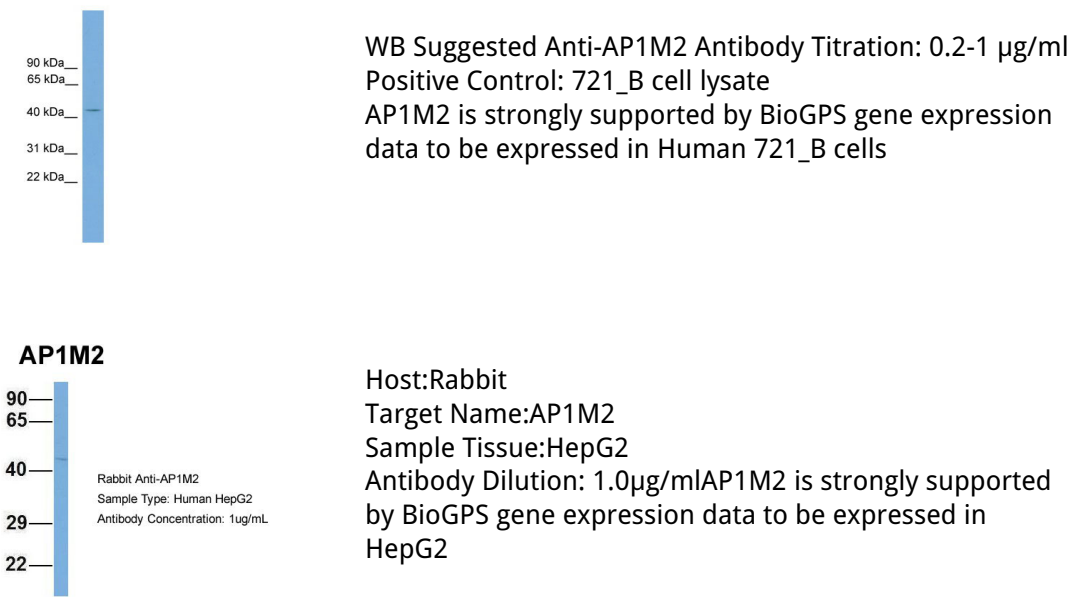 90 kDa__
65 kDa__
40 kDa__
31 kDa__
22 kDa__
WB Suggested Anti-AP1M2 Antibody Titration: 0.2-1 µg/ml
Positive Control: 721_B cell lysate
AP1M2 is strongly supported by BioGPS gene expression
data to be expressed in Human 721_B cells
AP1M2
90
65
40
29
22
Rabbit Anti-AP1M2
Sample Type: Human HepG2
Antibody Concentration: 1ug/mL
Host:Rabbit
Target Name:AP1M2
Sample Tissue:HepG2
Antibody Dilution: 1.0µg/mlAP1M2 is strongly supported
by BioGPS gene expression data to be expressed in
HepG2